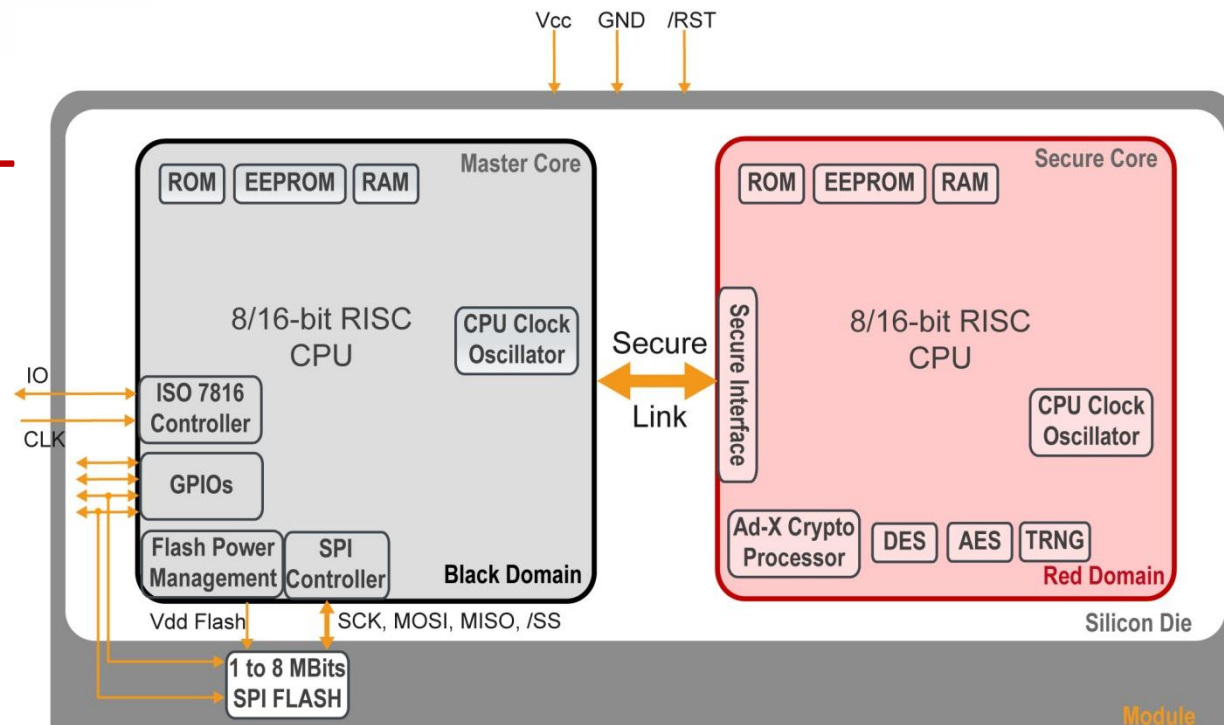 Vcc GND /RST
Master Core
ROM EEPROM RAM
8/16-bit RISC
CPU
CPU Clock
Oscillator
IO
ISO 7816
Controller
CLK
GPIOs
Flash Power
Management
SPI
Controller
Black Domain
Vdd Flash
SCK, MOSI, MISO, /SS
1 to 8 MBits
SPI FLASH
Secure
Link
Secure Core
ROM EEPROM RAM
Secure Interface
8/16-bit RISC
CPU
CPU Clock
Oscillator
Ad-X Crypto
Processor
DES AES TRNG
Red Domain
Silicon Die
Module